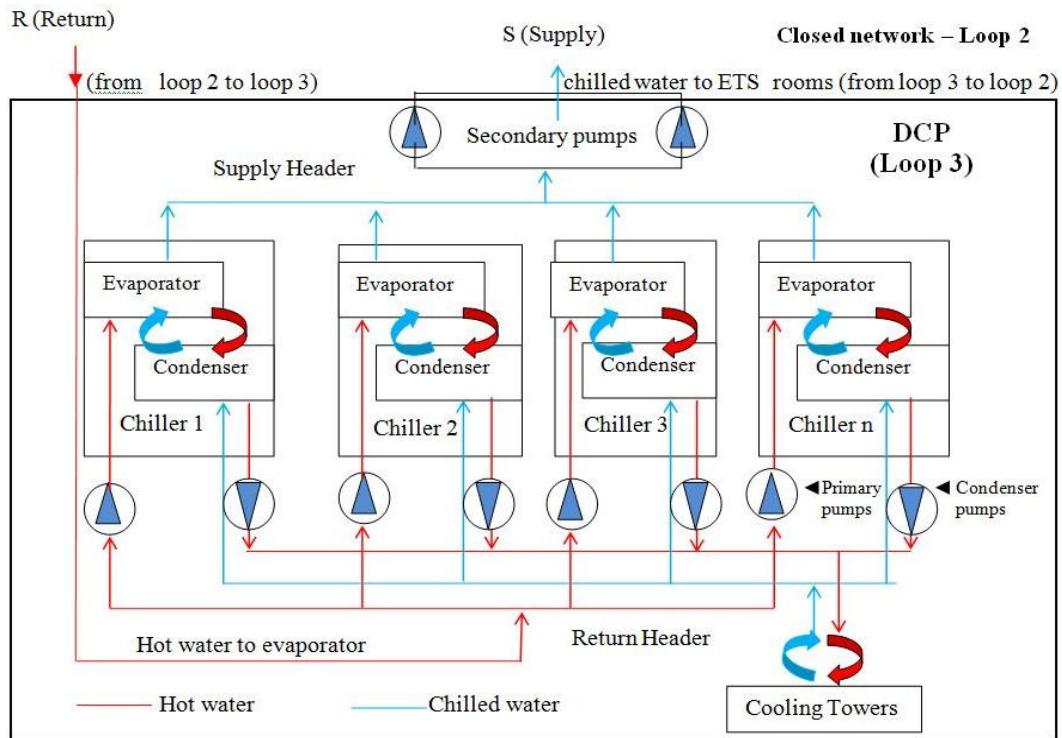 R (Return)
S (Supply)
Closed network – Loop 2
(from loop 2 to loop 3)
chilled water to ETS rooms (from loop 3 to loop 2)
Secondary pumps
DCP
(Loop 3)
Supply Header
Evaporator
Evaporator
Evaporator
Evaporator
Condenser
Condenser
Condenser
Condenser
Chiller 1
Chiller 2
Chiller 3
Chiller n
Primary
pumps
Condenser
pumps
Hot water to evaporator
Return Header
Hot water
Chilled water
Cooling Towers